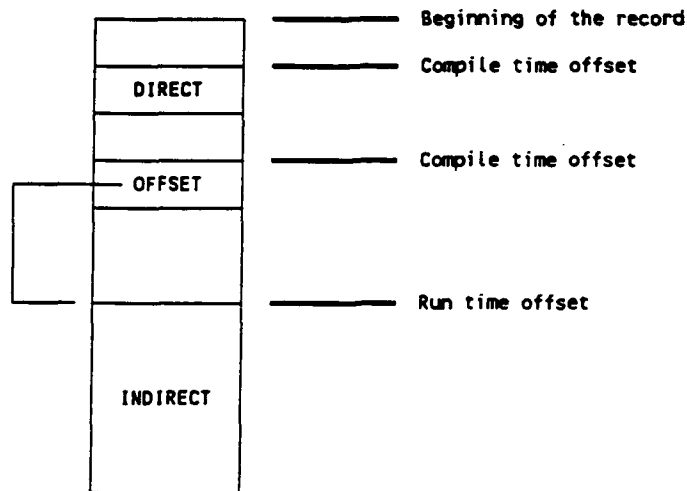 Beginning of the record
Compile time offset
DIRECT
Compile time offset
OFFSET
Run time offset
INDIRECT